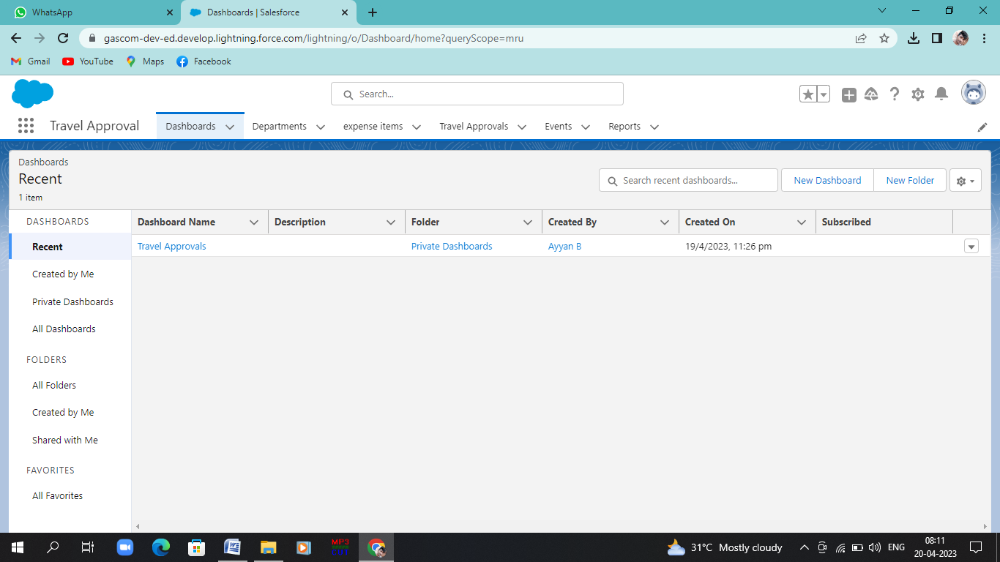 WhatsApp
Dashboards | Salesforce
gascom-dev-ed.develop.lightning.force.com/lightning/o/Dashboard/home?queryScope=mru
Gmail YouTube Maps Facebook
Search...
Travel Approval Dashboards Departments expense items Travel Approvals Events Reports
Dashboards
Recent
1 item
Search recent dashboards...
New Dashboard New Folder
DASHBOARDS
Recent
Created by Me
Private Dashboards
All Dashboards
FOLDERS
All Folders
Created by Me
Shared with Me
FAVORITES
All Favorites
Dashboard Name Description Folder Created By Created On Subscribed
Travel Approvals Private Dashboards Ayyan B 19/4/2023, 11:26 pm
MP3
31°C Mostly cloudy
ENG
08:11
20-04-2023